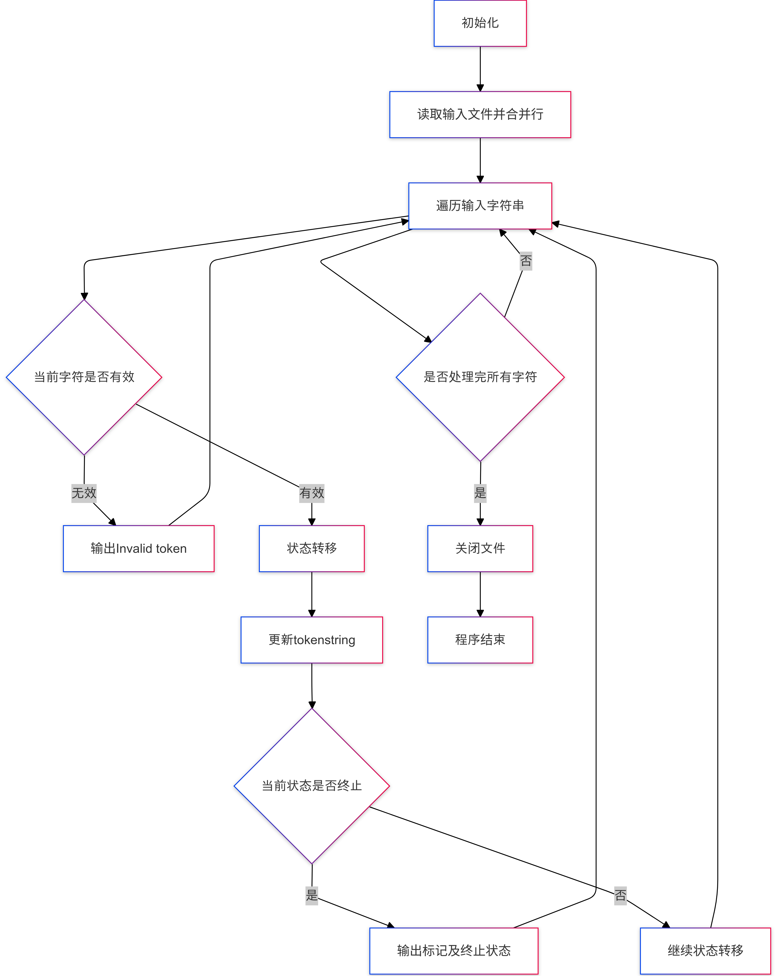 初始化
读取输入文件并合并行
遍历输入字符串
否
当前字符是否有效
是否处理完所有字符
无效
有效
是
输出Invalid token
状态转移
关闭文件
更新tokenstring
程序结束
当前状态是否终止
是
否
输出标记及终止状态
继续状态转移